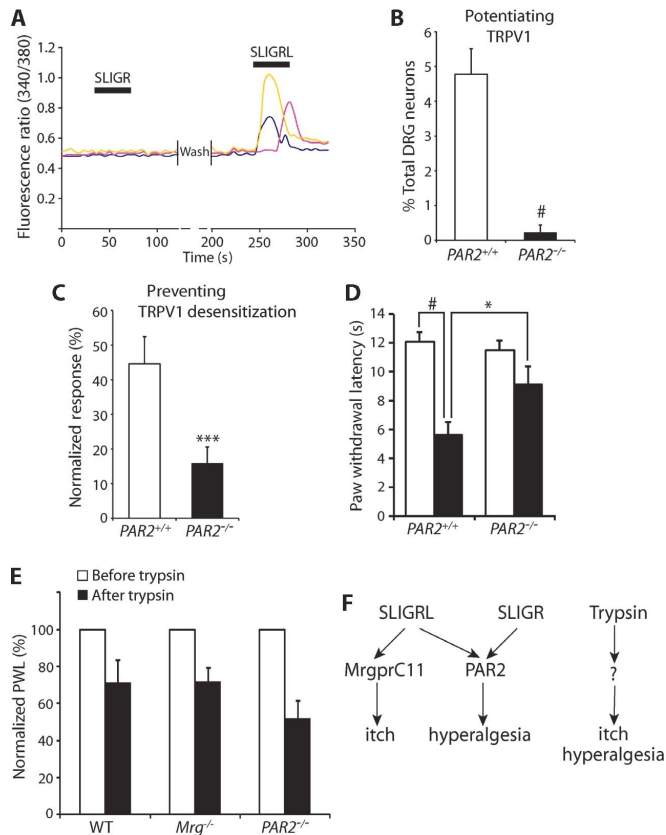 A
Fluorescence ratio (340/380)
1.2
1.0
0.8
0.6
0.4
0.2
SLIGR
SLIGRL
Wash
0 50 100 200 250 300 350
Time (s)
B
Potentiating
TRPV1
% Total DRG neurons
6
5
4
3
2
1
0
#
PAR2+/+ PAR2-/-
C
Preventing
TRPV1 desensitization
Normalized response (%)
60
50
40
30
20
10
0
***
PAR2+/+ PAR2-/-
D
Paw withdrawal latency (s)
14
12
10
8
6
4
2
0
# *
PAR2+/+ PAR2-/-
E
Before trypsin
After trypsin
Normalized PWL (%)
100
80
60
40
20
0
WT Mrg-/- PAR2-/-
F
SLIGRL SLIGR Trypsin
MrgprC11 PAR2 ?
itch hyperalgesia itch
hyperalgesia